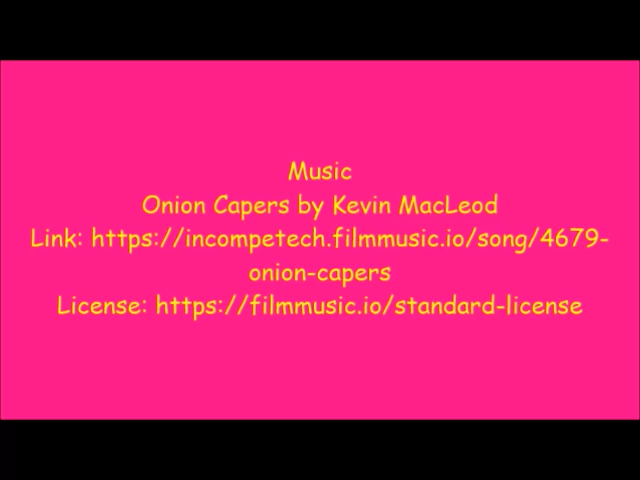 Music
Onion Capers by Kevin MacLeod
Link: https://incompetech.filmmusic.io/song/4679-
onion-capers
License: https://filmmusic.io/standard-license